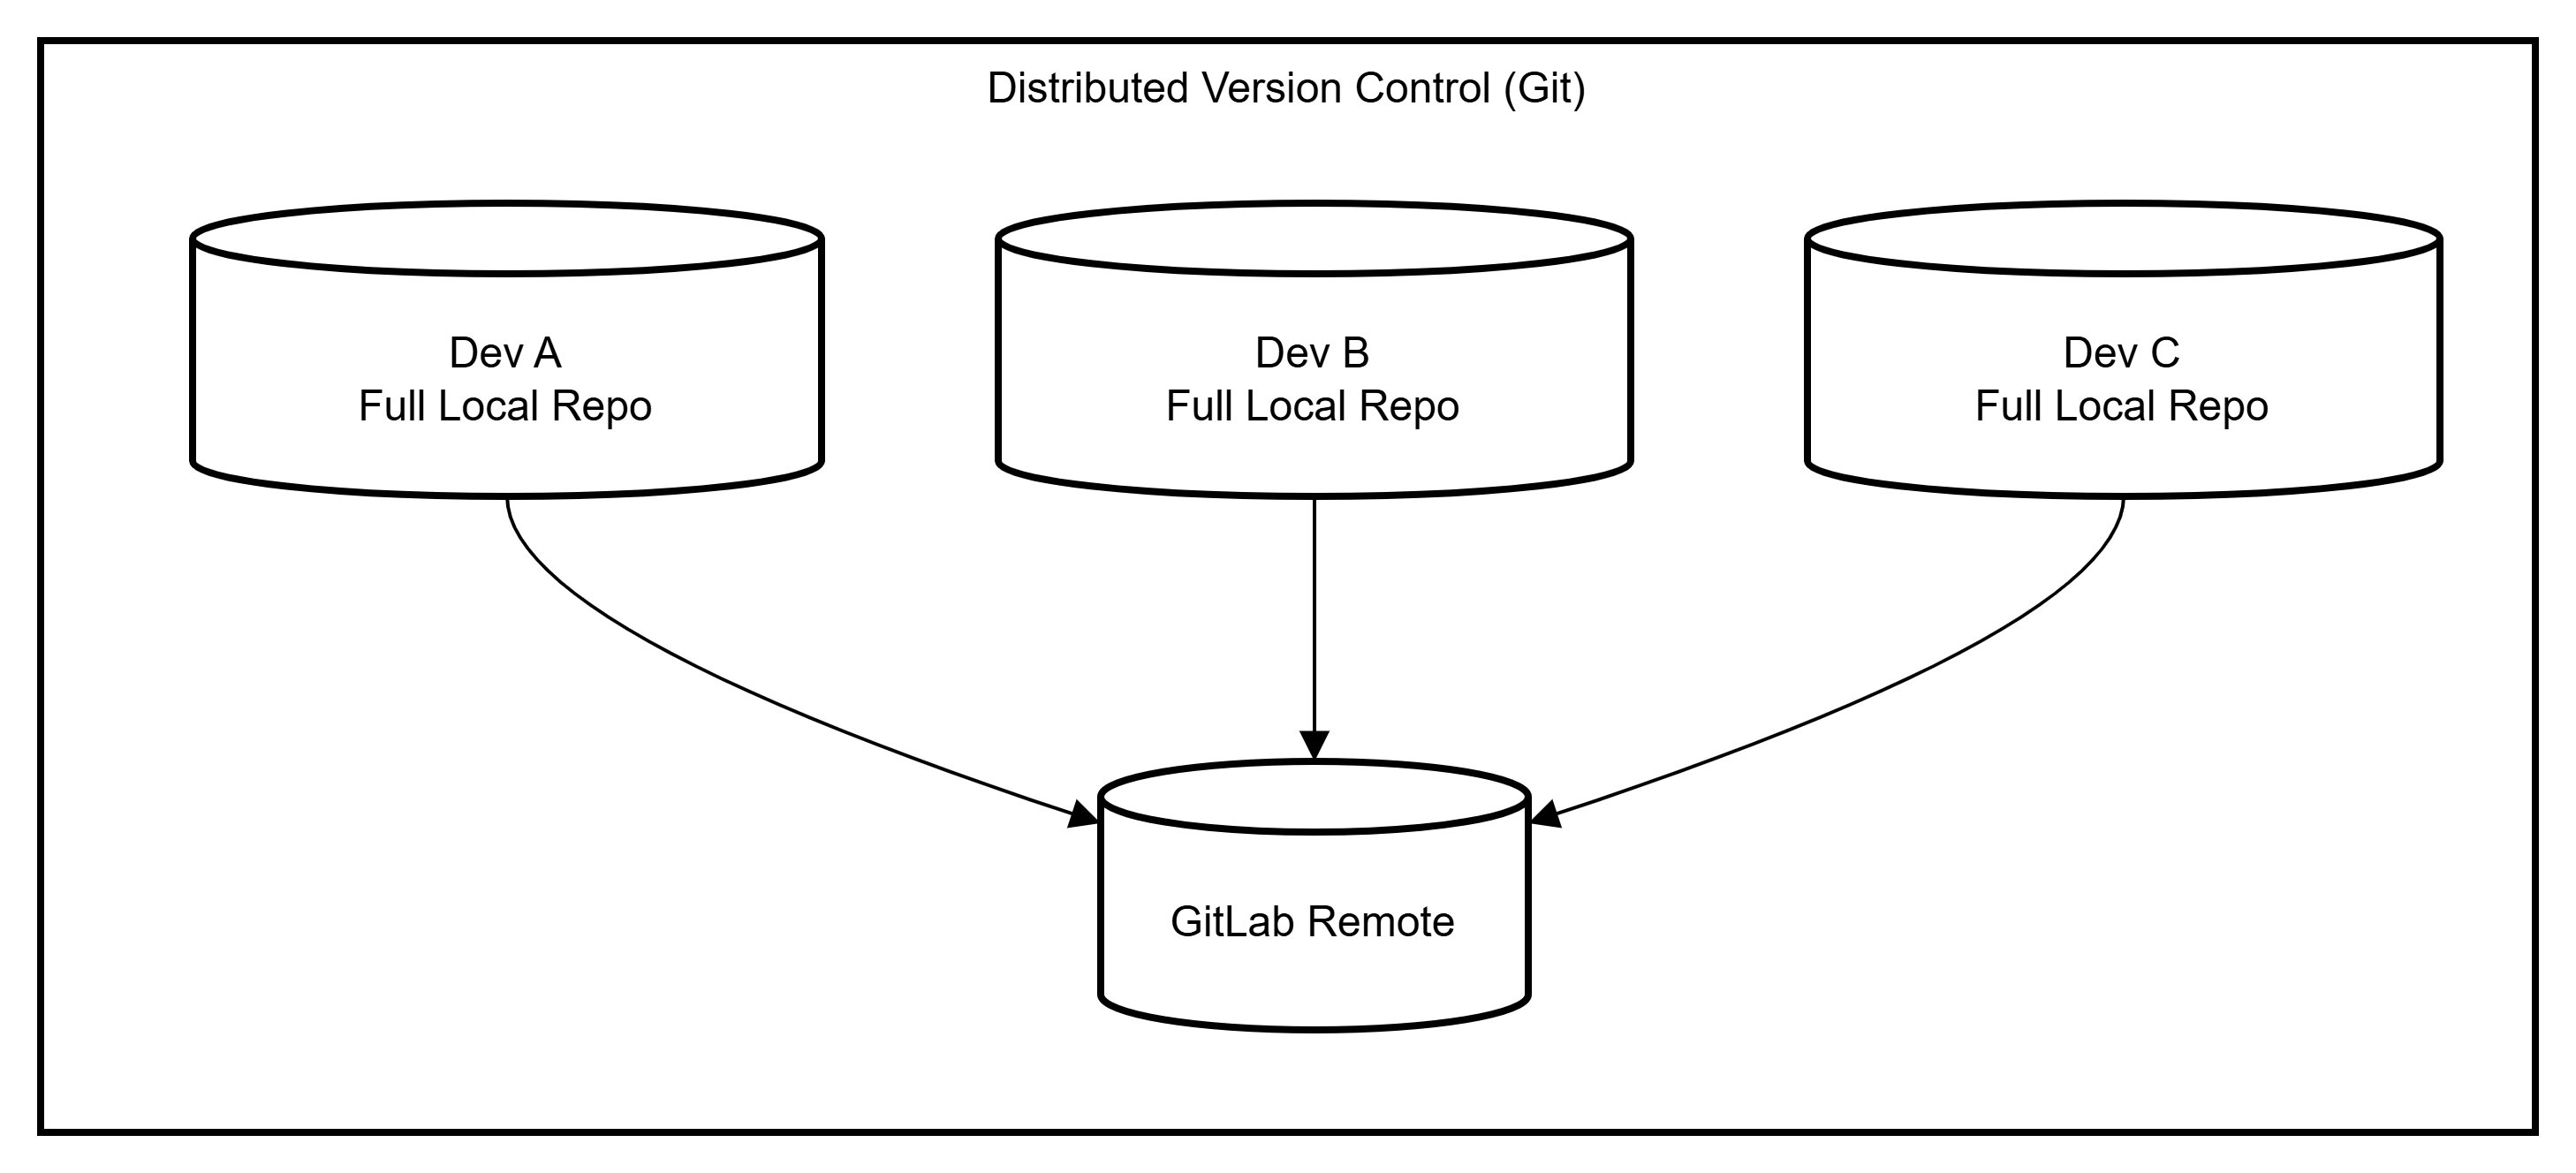 Distributed Version Control (Git)
Dev A
Full Local Repo
Dev B
Full Local Repo
Dev C
Full Local Repo
GitLab Remote